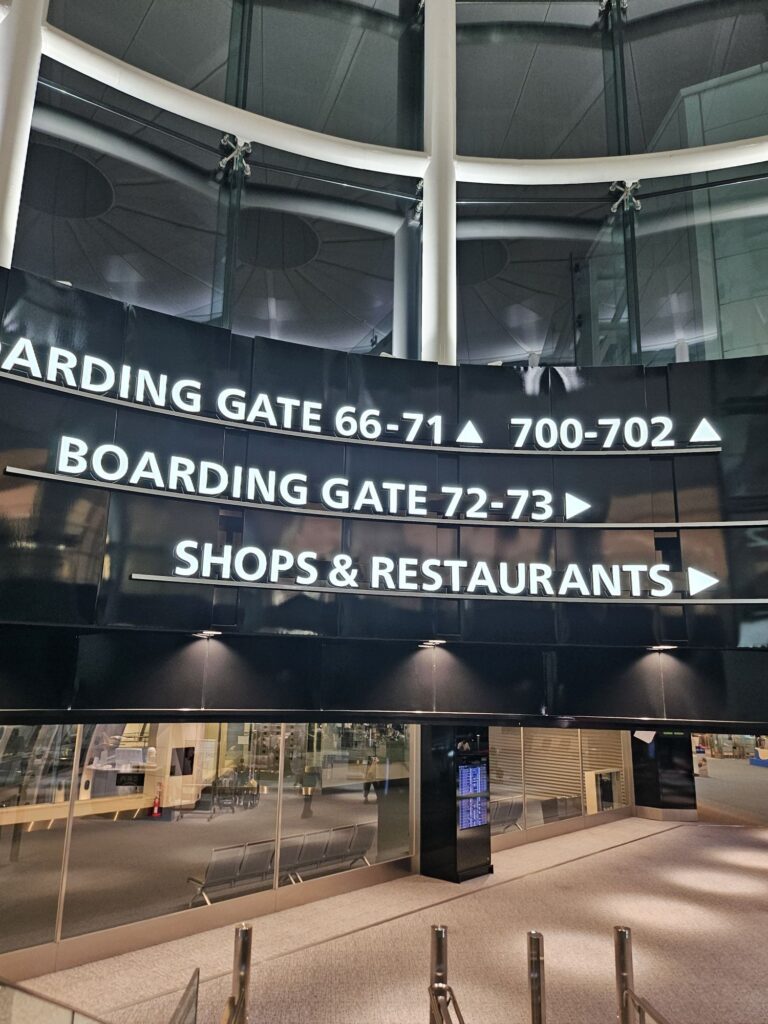 ARDING GATE 66-71 ▲ 700-702 ▲
BOARDING GATE 72-73 ▶
SHOPS & RESTAURANTS ▶